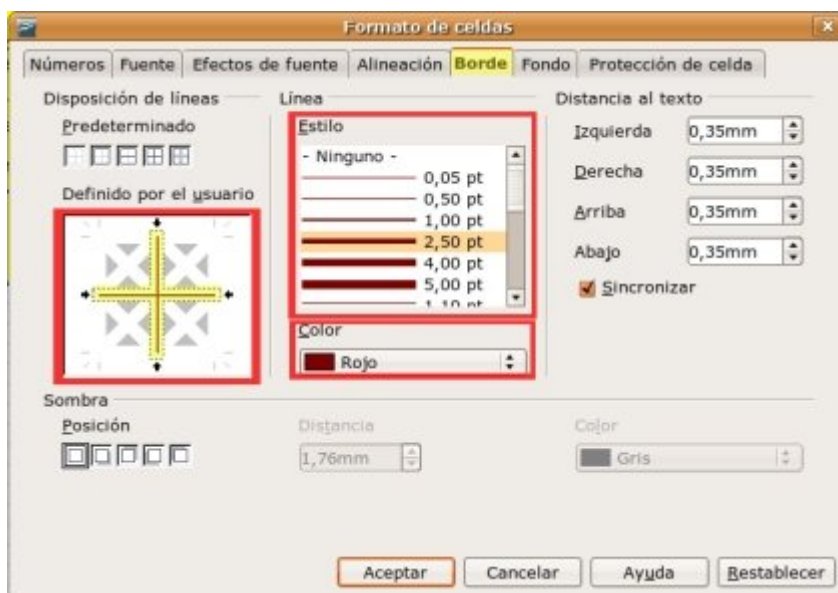 Formato de celdas
Números Fuente Efectos de fuente Alineación Borde Fondo Protección de celda
Disposición de líneas
Predeterminado
Definido por el usuario
Línea
Estilo
- Ninguno -
0,05 pt
0,50 pt
1,00 pt
2,50 pt
4,00 pt
5,00 pt
1,10 pt
Color
Rojo
Distancia al texto
Izquierda 0,35mm
Derecha 0,35mm
Arriba 0,35mm
Abajo 0,35mm
Sincronizar
Sombra
Posición
Distancia
1,76mm
Color
Gris
Aceptar Cancelar Ayuda Restablecer